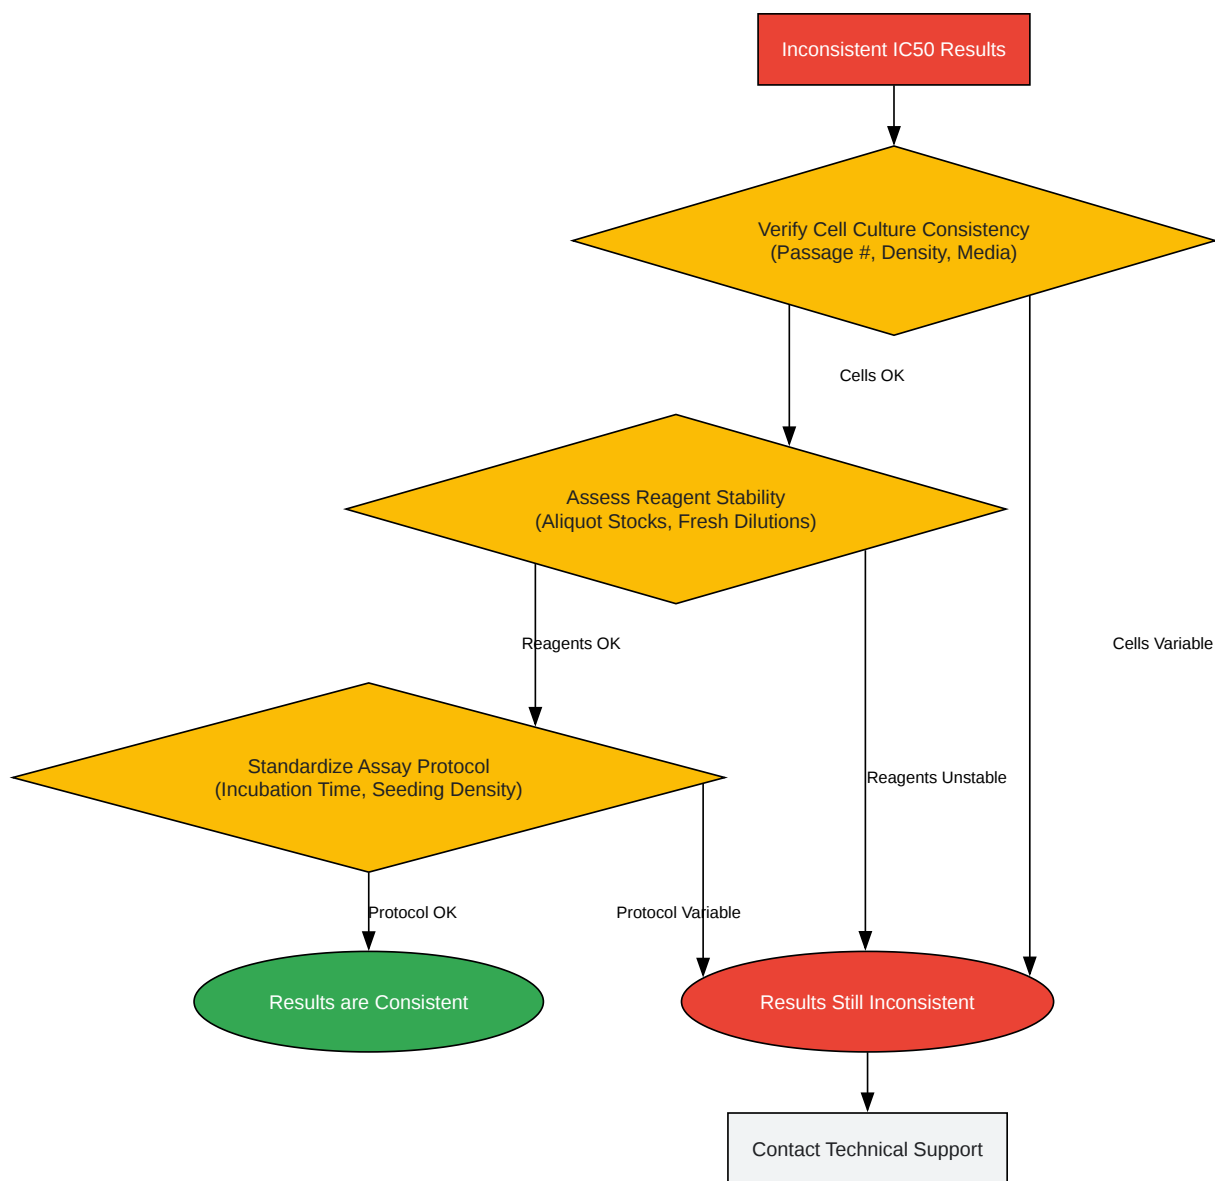 Inconsistent IC50 Results
Verify Cell Culture Consistency
(Passage #, Density, Media)
Cells OK
Assess Reagent Stability
(Aliquot Stocks, Fresh Dilutions)
Reagents OK
Cells Variable
Standardize Assay Protocol
(Incubation Time, Seeding Density)
Reagents Unstable
Protocol OK
Protocol Variable
Results are Consistent
Results Still Inconsistent
Contact Technical Support